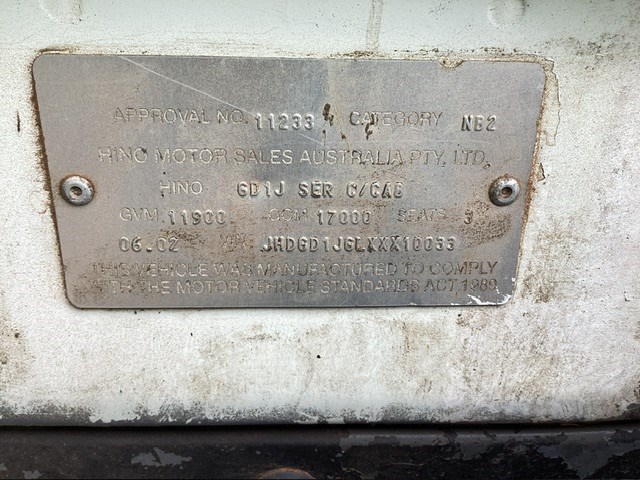 APPROVAL NO. 11233 CATEGORY NB2
HINO MOTOR SALES AUSTRALIA PTY. LTD.
HINO GD1J SER C/CAB
GVM 11900 GCM 17000 SEATS 3
06.02 JHDGD1JGLXXX10033
THIS VEHICLE WAS MANUFACTURED TO COMPLY
WITH THE MOTOR VEHICLE STANDARDS ACT 1989